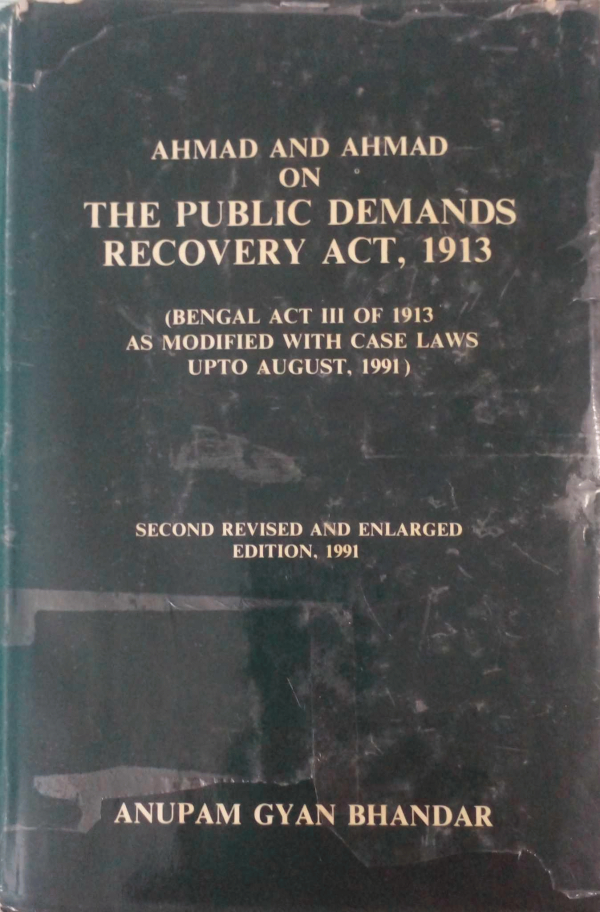 AHMAD AND AHMAD
ON
THE PUBLIC DEMANDS
RECOVERY ACT, 1913
(BENGAL ACT III OF 1913
AS MODIFIED WITH CASE LAWS
UPTO AUGUST, 1991)
SECOND REVISED AND ENLARGED
EDITION, 1991
ANUPAM GYAN BHANDAR